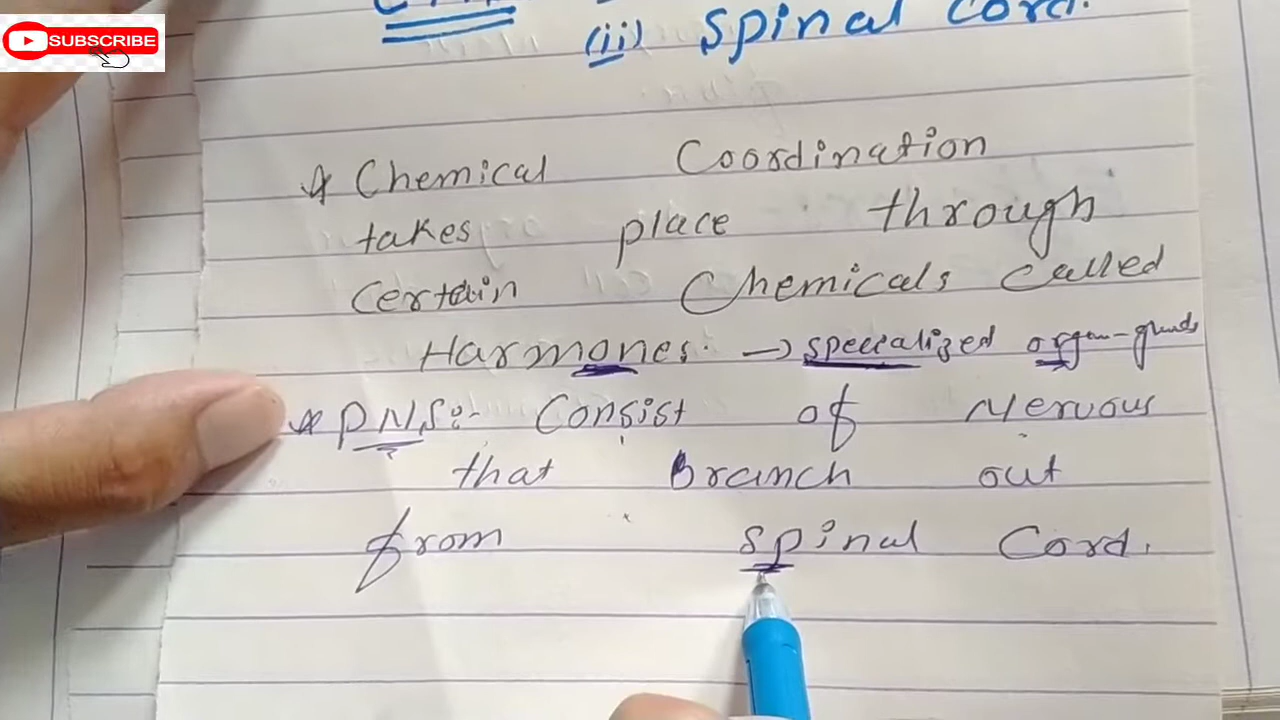 SUBSCRIBE
(ii) Spinal Cord.
* Chemical Coordination
takes place through
Certain Chemicals Called
Harmones. → specialized organ-glands
* PNS:- Consist of Nervous
that Branch out
from spinal Cord.